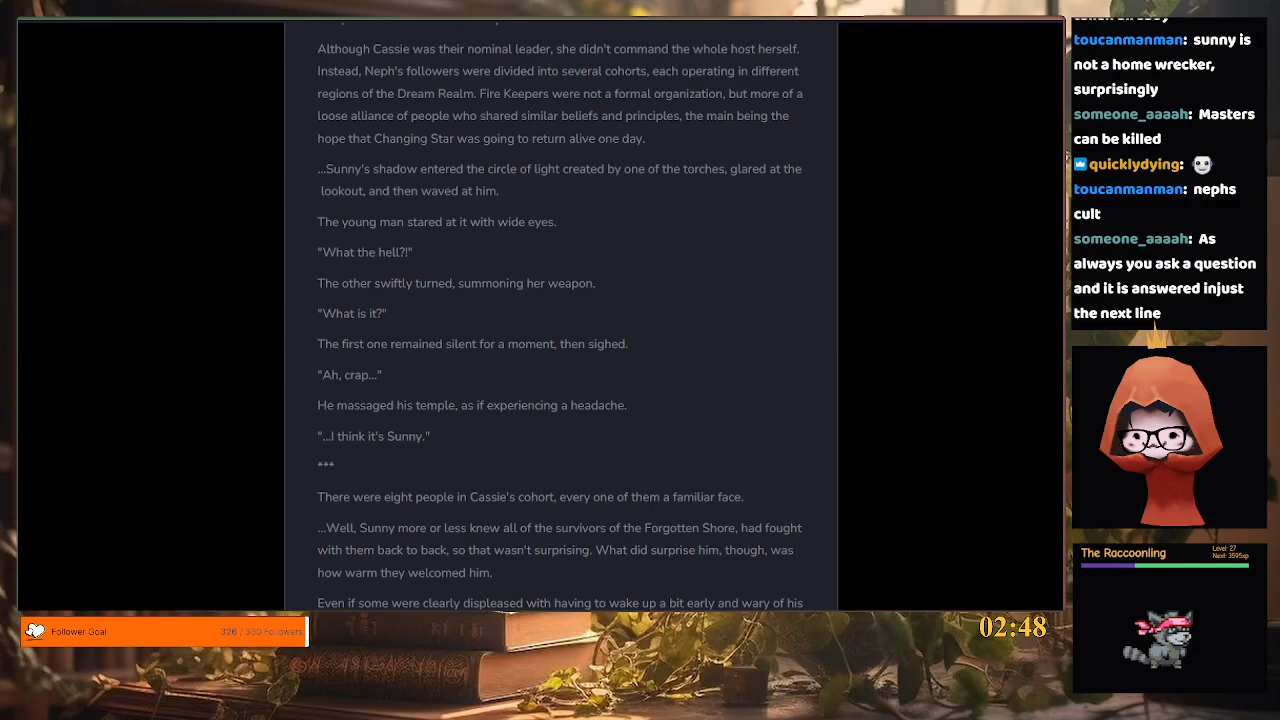 Although Cassie was their nominal leader, she didn't command the whole host herself.
Instead, Neph's followers were divided into several cohorts, each operating in different
regions of the Dream Realm. Fire Keepers were not a formal organization, but more of a
loose alliance of people who shared similar beliefs and principles, the main being the
hope that Changing Star was going to return alive one day.
...Sunny's shadow entered the circle of light created by one of the torches, glared at the
lookout, and then waved at him.
The young man stared at it with wide eyes.
"What the hell?!"
The other swiftly turned, summoning her weapon.
"What is it?"
The first one remained silent for a moment, then sighed.
"Ah, crap..."
He massaged his temple, as if experiencing a headache.
"...I think it's Sunny."
***
There were eight people in Cassie's cohort, every one of them a familiar face.
...Well, Sunny more or less knew all of the survivors of the Forgotten Shore, had fought
with them back to back, so that wasn't surprising. What did surprise him, though, was
how warm they welcomed him.
Even if some were clearly displeased with having to wake up a bit early and wary of his
toucanmanman: sunny is
not a home wrecker,
surprisingly
someone_aaaah: Masters
can be killed
quicklydying:
toucanmanman: nephs
cult
someone_aaaah: As
always you ask a question
and it is answered injust
the next line
The Raccoonling
Level: 27
Next: 3595xp
Follower Goal
326 / 330 Followers
02:48